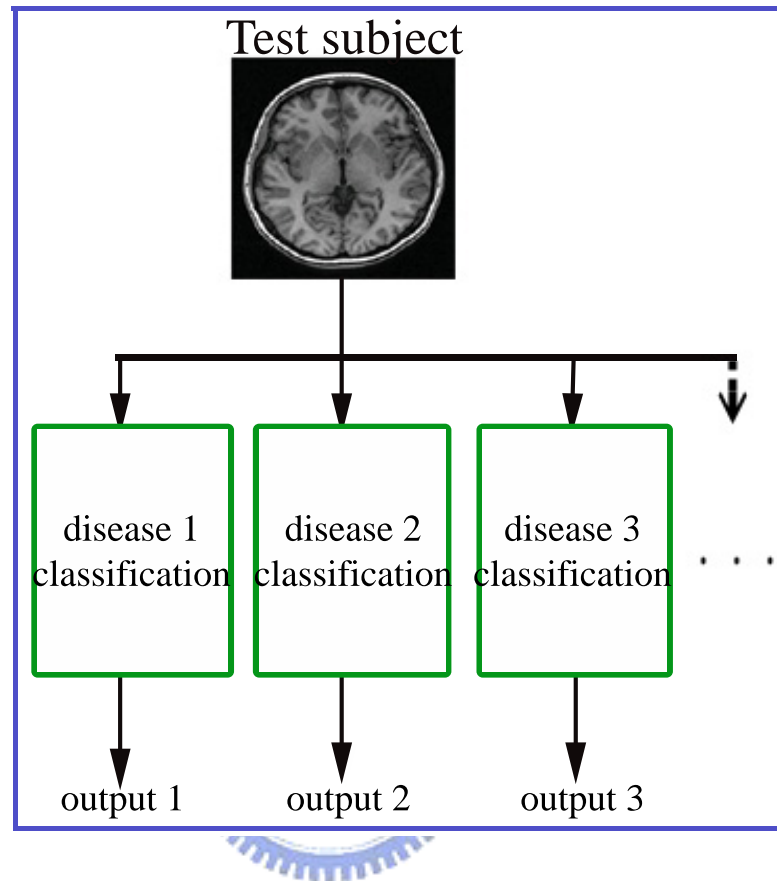 Test subject
disease 1
classification
disease 2
classification
disease 3
classification
. . .
output 1
output 2
output 3